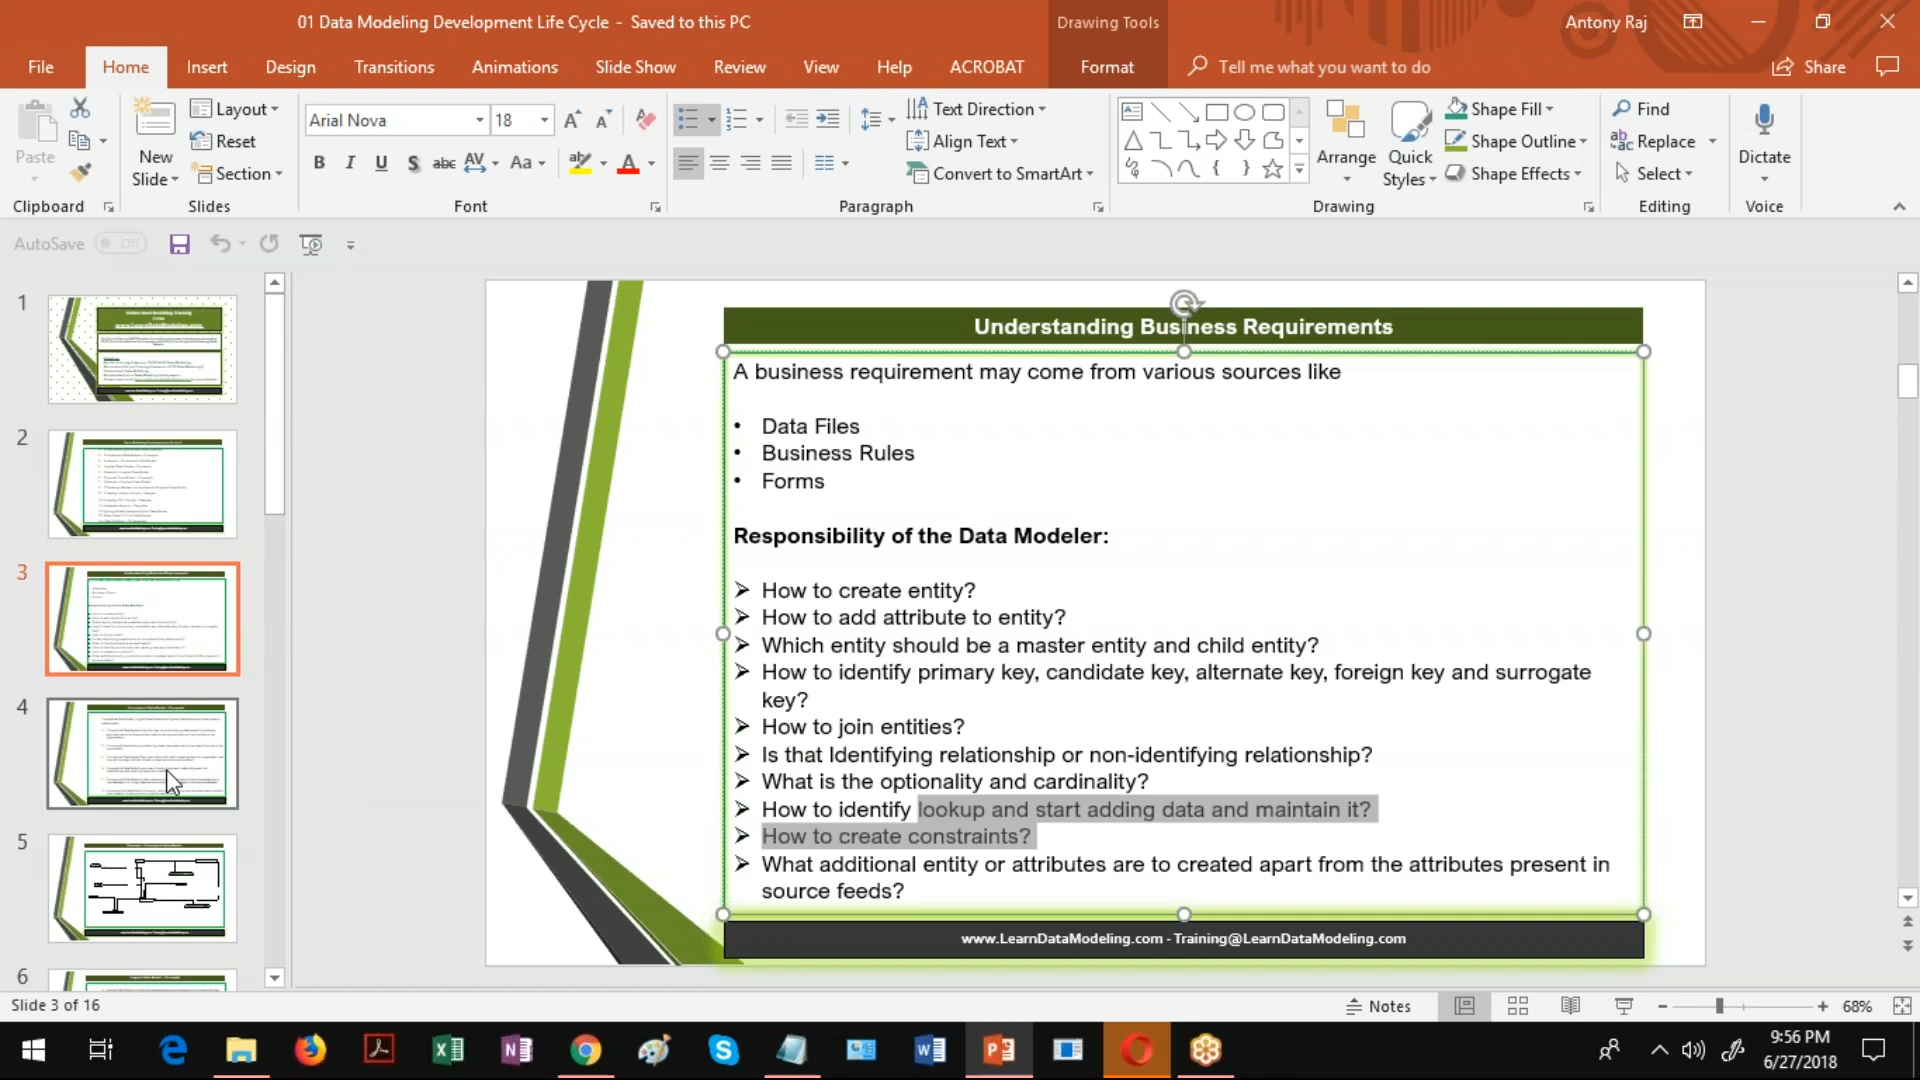 01 Data Modeling Development Life Cycle - Saved to this PC
Drawing Tools
Antony Raj
File Home Insert Design Transitions Animations Slide Show Review View Help ACROBAT Format Tell me what you want to do Share
Paste
New Slide
Layout
Reset
Section
Arial Nova 18
Text Direction
Align Text
Convert to SmartArt
Arrange
Quick Styles
Shape Fill
Shape Outline
Shape Effects
Find
Replace
Select
Dictate
Clipboard Slides Font Paragraph Drawing Editing Voice
AutoSave Off
1
2
3
4
5
6
Understanding Business Requirements
A business requirement may come from various sources like
• Data Files
• Business Rules
• Forms
Responsibility of the Data Modeler:
➢ How to create entity?
➢ How to add attribute to entity?
➢ Which entity should be a master entity and child entity?
➢ How to identify primary key, candidate key, alternate key, foreign key and surrogate
key?
➢ How to join entities?
➢ Is that Identifying relationship or non-identifying relationship?
➢ What is the optionality and cardinality?
➢ How to identify lookup and start adding data and maintain it?
➢ How to create constraints?
➢ What additional entity or attributes are to created apart from the attributes present in
source feeds?
www.LearnDataModeling.com - Training@LearnDataModeling.com
Slide 3 of 16
Notes
68%
9:56 PM
6/27/2018